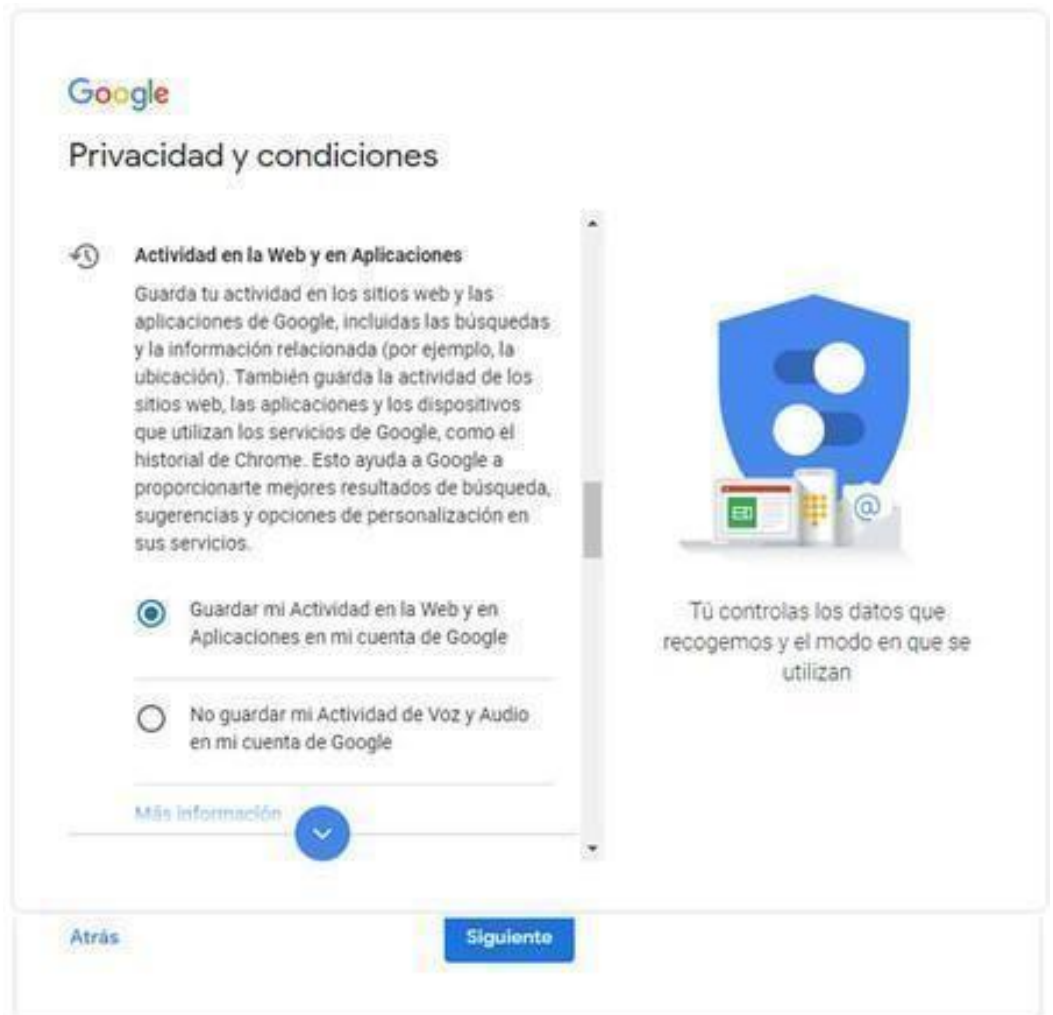 Google
Privacidad y condiciones
Actividad en la Web y en Aplicaciones
Guarda tu actividad en los sitios web y las
aplicaciones de Google, incluidas las búsquedas
y la información relacionada (por ejemplo, la
ubicación). También guarda la actividad de los
sitios web, las aplicaciones y los dispositivos
que utilizan los servicios de Google, como el
historial de Chrome. Esto ayuda a Google a
proporcionarte mejores resultados de búsqueda,
sugerencias y opciones de personalización en
sus servicios.
Guardar mi Actividad en la Web y en
Aplicaciones en mi cuenta de Google
No guardar mi Actividad de Voz y Audio
en mi cuenta de Google
Más información
@
Tú controlas los datos que
recogemos y el modo en que se
utilizan
Atrás
Siguiente